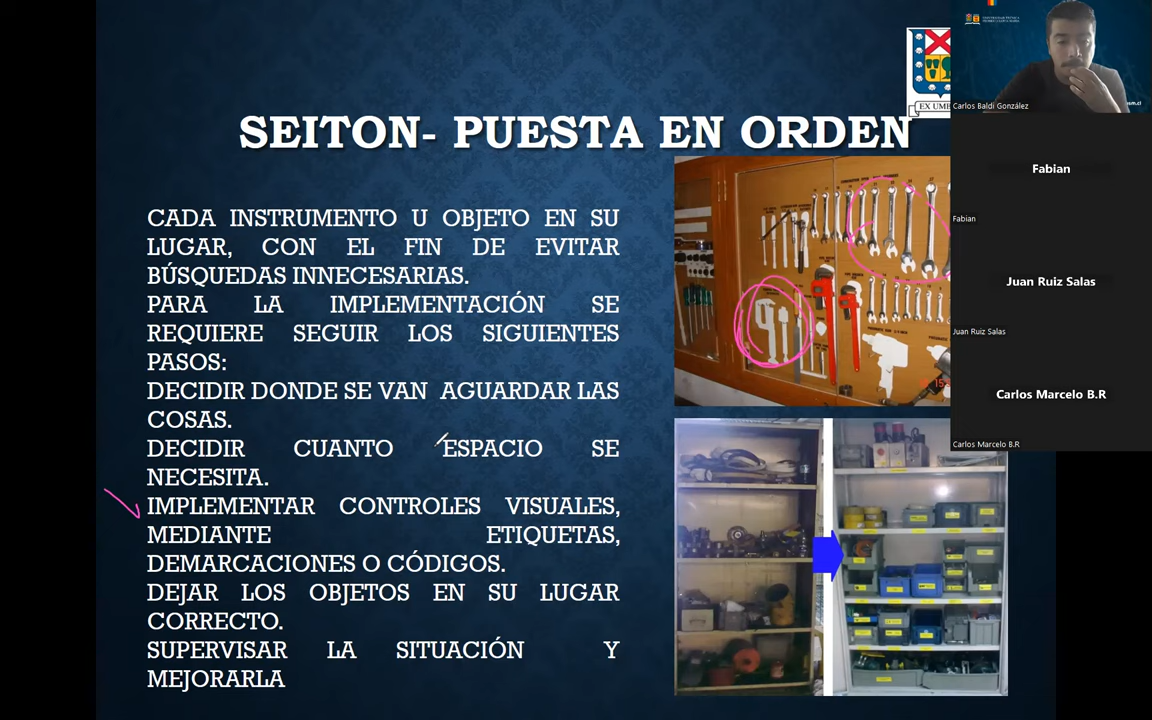 SEITON- PUESTA EN ORDEN
CADA INSTRUMENTO U OBJETO EN SU
LUGAR, CON EL FIN DE EVITAR
BÚSQUEDAS INNECESARIAS.
PARA LA IMPLEMENTACIÓN SE
REQUIERE SEGUIR LOS SIGUIENTES
PASOS:
DECIDIR DONDE SE VAN AGUARDAR LAS
COSAS.
DECIDIR CUANTO ESPACIO SE
NECESITA.
IMPLEMENTAR CONTROLES VISUALES,
MEDIANTE ETIQUETAS,
DEMARCACIONES O CÓDIGOS.
DEJAR LOS OBJETOS EN SU LUGAR
CORRECTO.
SUPERVISAR LA SITUACIÓN Y
MEJORARLA
EX UMB
Carlos Baldi González
Fabian
Fabian
Juan Ruiz Salas
Juan Ruiz Salas
Carlos Marcelo B.R
Carlos Marcelo B.R